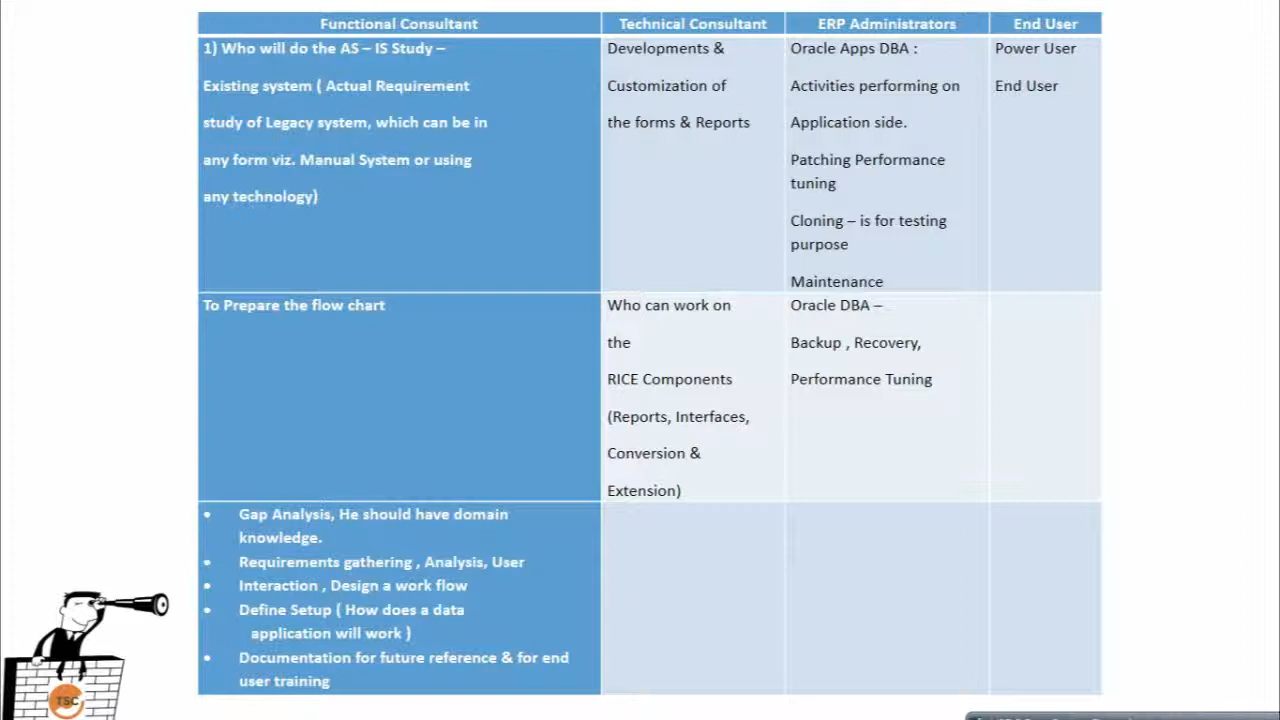 Functional Consultant
Technical Consultant
ERP Administrators
End User
1) Who will do the AS – IS Study –
Existing system ( Actual Requirement
study of Legacy system, which can be in
any form viz. Manual System or using
any technology)
Developments &
Customization of
the forms & Reports
Oracle Apps DBA :
Activities performing on
Application side.
Patching Performance
tuning
Cloning – is for testing
purpose
Maintenance
Power User
End User
To Prepare the flow chart
Who can work on
the
RICE Components
(Reports, Interfaces,
Conversion &
Extension)
Oracle DBA –
Backup , Recovery,
Performance Tuning
• Gap Analysis, He should have domain
knowledge.
• Requirements gathering , Analysis, User
• Interaction , Design a work flow
• Define Setup ( How does a data
application will work )
• Documentation for future reference & for end
user training
TSC